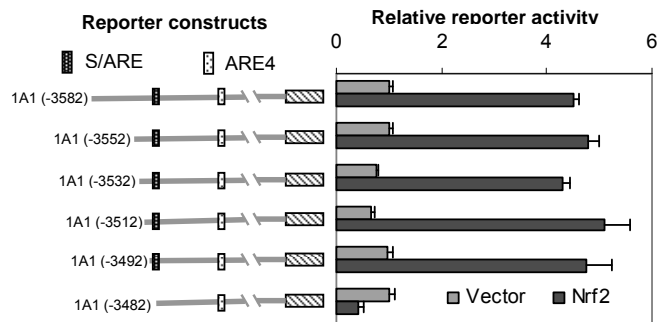 Reporter constructs
Relative reporter activity
S/ARE
ARE4
0
2
4
6
1A1 (-3582)
1A1 (-3552)
1A1 (-3532)
1A1 (-3512)
1A1 (-3492)
1A1 (-3482)
Vector
Nrf2